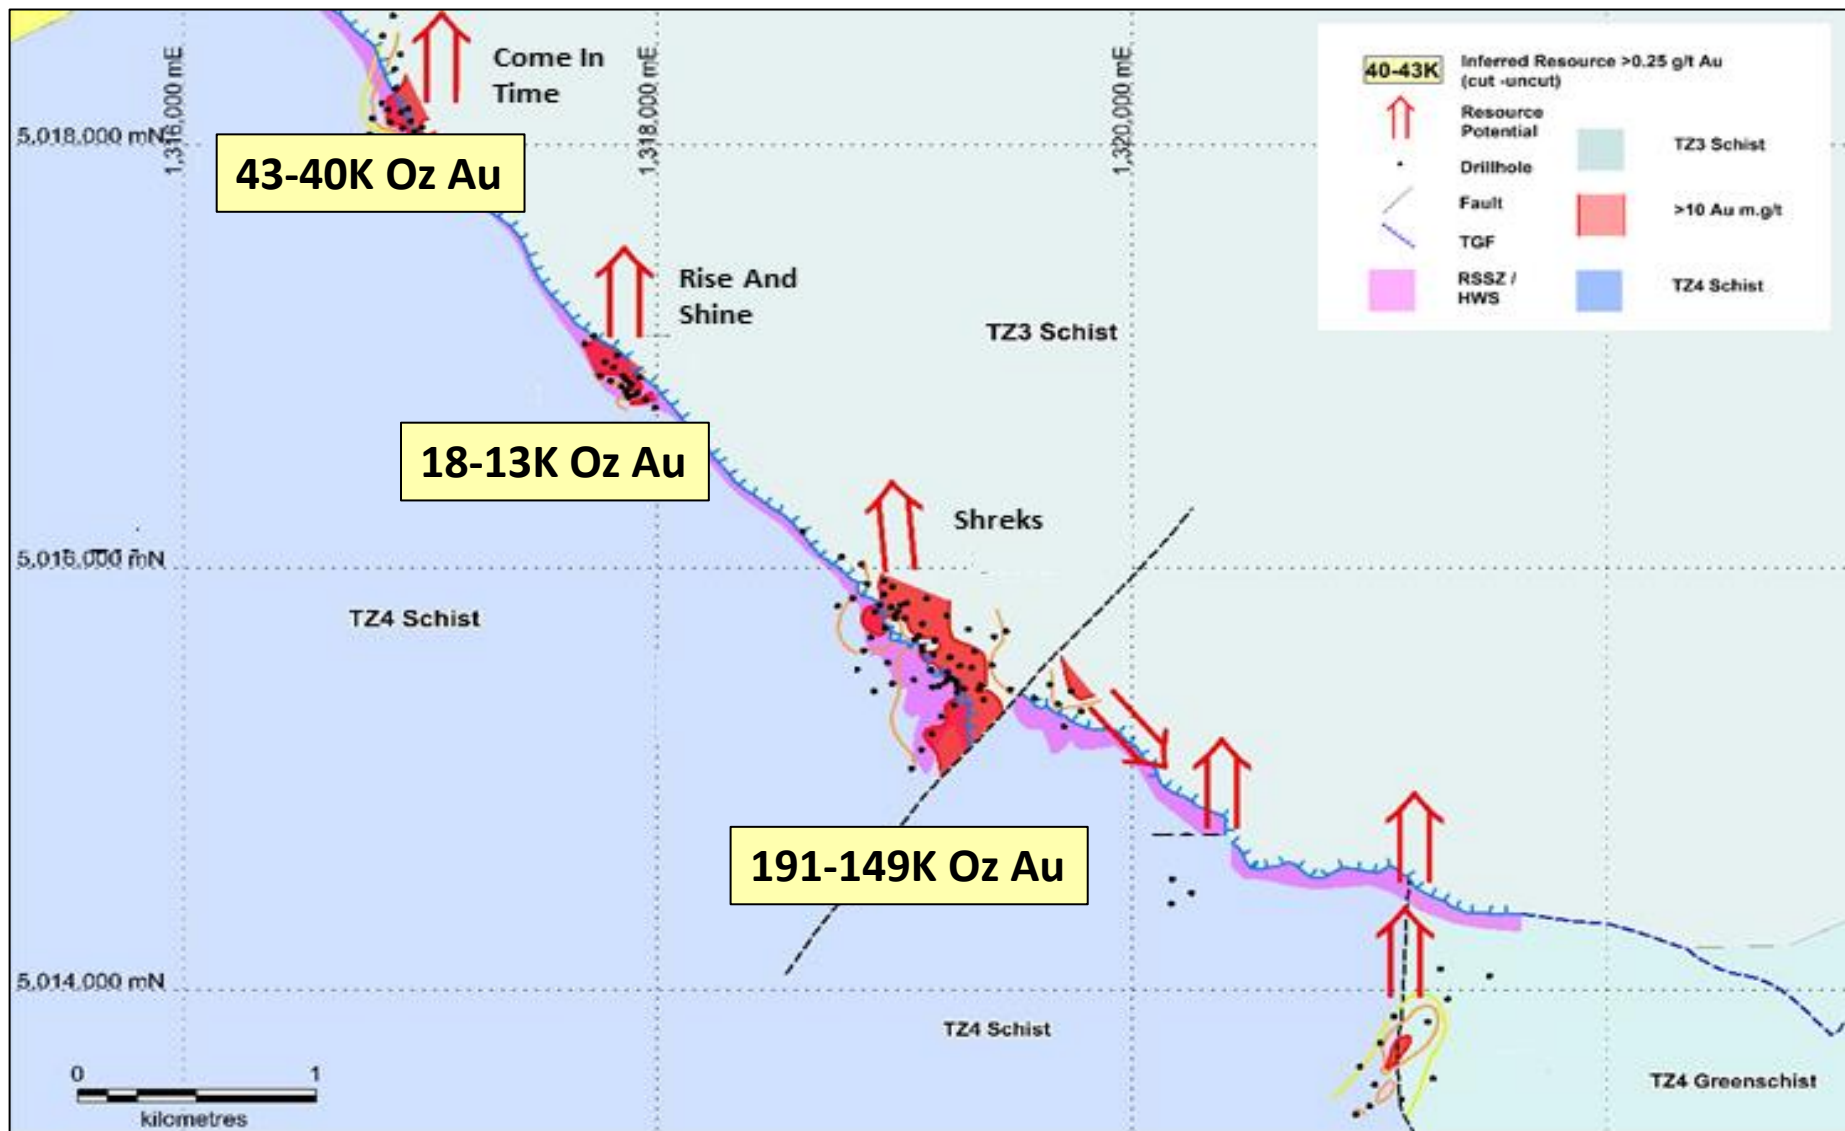 1,316,000 mE
1,318,000 mE
1,320,000 mE
Come In
Time
5,018,000 mN
43-40K Oz Au
Rise And
Shine
TZ3 Schist
18-13K Oz Au
Shreks
5,016,000 mN
TZ4 Schist
191-149K Oz Au
5,014,000 mN
TZ4 Schist
TZ4 Greenschist
0 1
kilometres
40-43K
Inferred Resource >0.25 g/t Au
(cut -uncut)
Resource
Potential
Drillhole
Fault
TGF
RSSZ /
HWS
TZ3 Schist
>10 Au m.g/t
TZ4 Schist